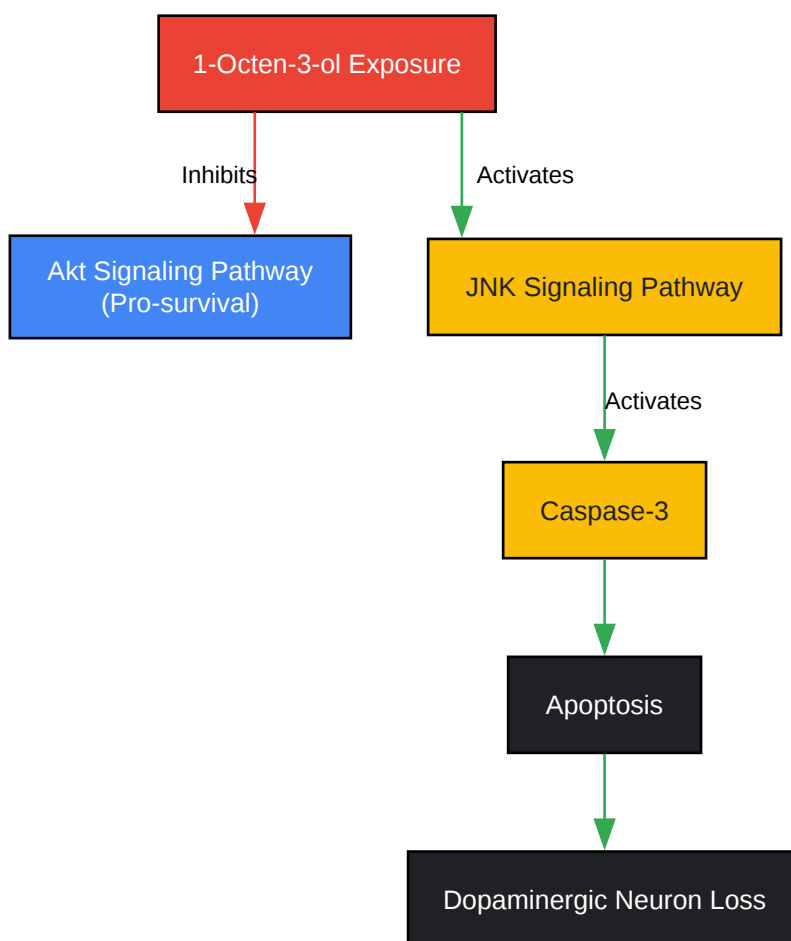 1-Octen-3-ol Exposure
Inhibits
Activates
Akt Signaling Pathway
(Pro-survival)
JNK Signaling Pathway
Activates
Caspase-3
Apoptosis
Dopaminergic Neuron Loss